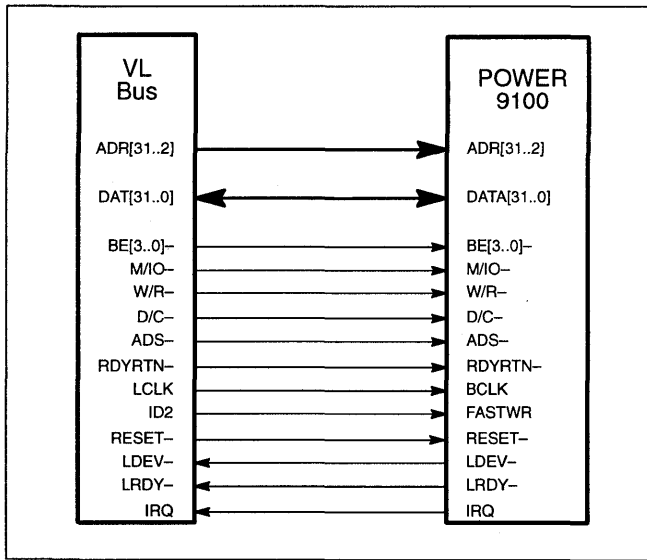 VL
Bus
POWER
9100
ADR[31..2]
ADR[31..2]
DAT[31..0]
DATA[31..0]
BE[3..0]–
BE[3..0]–
M/IO–
M/IO–
W/R–
W/R–
D/C–
D/C–
ADS–
ADS–
RDYRTN–
RDYRTN–
LCLK
BCLK
ID2
FASTWR
RESET–
RESET–
LDEV–
LDEV–
LRDY–
LRDY–
IRQ
IRQ